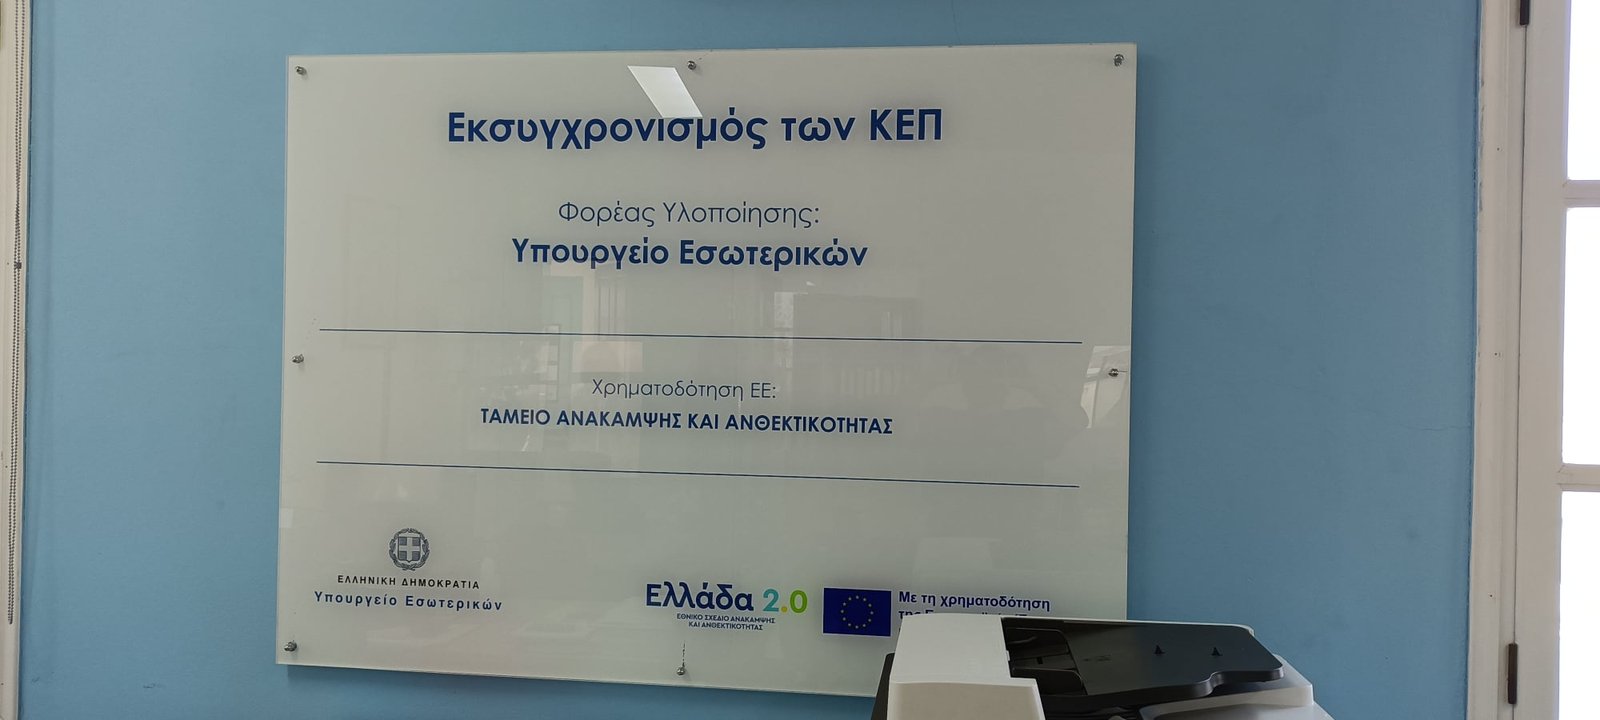 Εκσυγχρονισμός των ΚΕΠ
Φορέας Υλοποίησης:
Υπουργείο Εσωτερικών
Χρηματοδότηση ΕΕ:
ΤΑΜΕΙΟ ΑΝΑΚΑΜΨΗΣ ΚΑΙ ΑΝΘΕΚΤΙΚΟΤΗΤΑΣ
ΕΛΛΗΝΙΚΗ ΔΗΜΟΚΡΑΤΙΑ
Υπουργείο Εσωτερικών
Ελλάδα 2.0
ΕΘΝΙΚΟ ΣΧΕΔΙΟ ΑΝΑΚΑΜΨΗΣ
ΚΑΙ ΑΝΘΕΚΤΙΚΟΤΗΤΑΣ
Με τη χρηματοδότηση